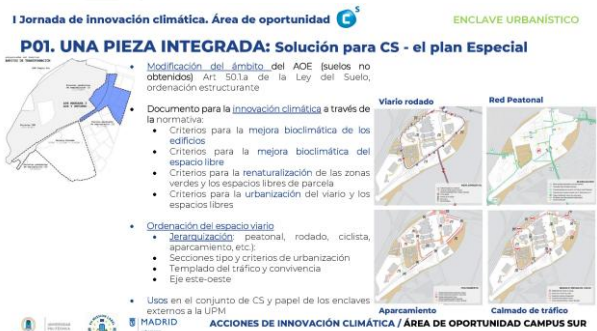 I Jornada de innovación climática. Área de oportunidad CS
ENCLAVE URBANÍSTICO
P01. UNA PIEZA INTEGRADA: Solución para CS - el plan Especial
• Modificación del ámbito del AOE (suelos no
obtenidos) Art 50.1.a de la Ley del Suelo,
ordenación estructurante
• Documento para la innovación climática a través de
la normativa:
• Criterios para la mejora bioclimática de los
edificios
• Criterios para la mejora bioclimática del
espacio libre
• Criterios para la renaturalización de las zonas
verdes y los espacios libres de parcela
• Criterios para la urbanización del viario y los
espacios libres
• Ordenación del espacio viario
• Jerarquización: peatonal, rodado, ciclista,
aparcamiento, etc.):
• Secciones tipo y criterios de urbanización
• Templado del tráfico y convivencia
• Eje este-oeste
• Usos en el conjunto de CS y papel de los enclaves
externos a la UPM
Viario rodado
Red Peatonal
Aparcamiento
Calmado de tráfico
MADRID
ACCIONES DE INNOVACIÓN CLIMÁTICA / ÁREA DE OPORTUNIDAD CAMPUS SUR